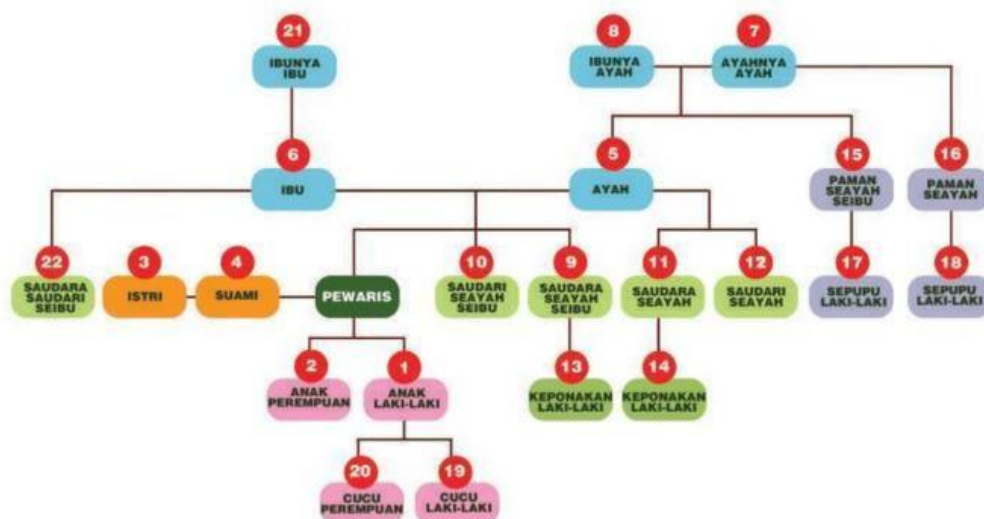 21
IBUNYA
IBU
8
IBUNYA
AYAH
7
AYAHNYA
AYAH
6
IBU
5
AYAH
15
PAMAN
SEAYAH
SEIBU
16
PAMAN
SEAYAH
22
SAUDARA
SAUDARI
SEIBU
3
ISTRI
4
SUAMI
PEWARIS
10
SAUDARI
SEAYAH
SEIBU
9
SAUDARA
SEAYAH
SEIBU
11
SAUDARA
SEAYAH
12
SAUDARI
SEAYAH
17
SEPUPU
LAKI-LAKI
18
SEPUPU
LAKI-LAKI
2
ANAK
PEREMPUAN
1
ANAK
LAKI-LAKI
13
KEPONAKAN
LAKI-LAKI
14
KEPONAKAN
LAKI-LAKI
20
CUCU
PEREMPUAN
19
CUCU
LAKI-LAKI